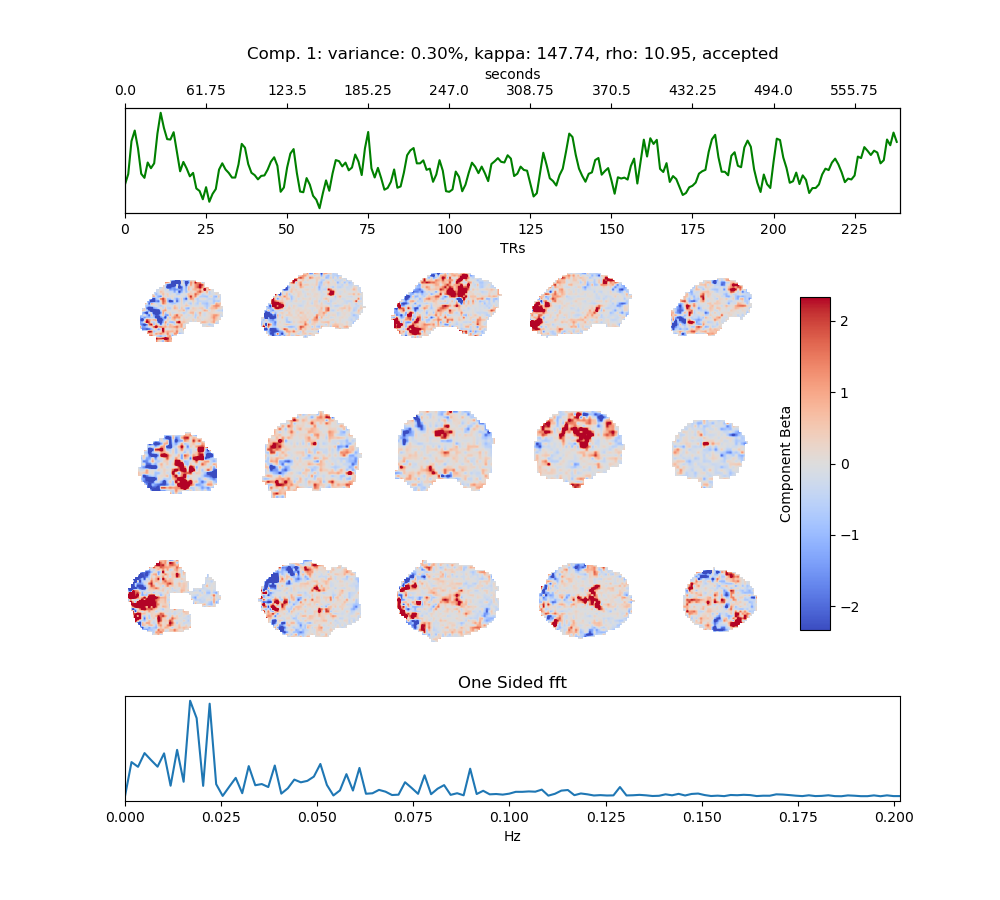 Comp. 1: variance: 0.30%, kappa: 147.74, rho: 10.95, accepted
seconds
0.0 61.75 123.5 185.25 247.0 308.75 370.5 432.25 494.0 555.75
0 25 50 75 100 125 150 175 200 225
TRs
2
1
0
−1
−2
Component Beta
One Sided fft
0.000 0.025 0.050 0.075 0.100 0.125 0.150 0.175 0.200
Hz